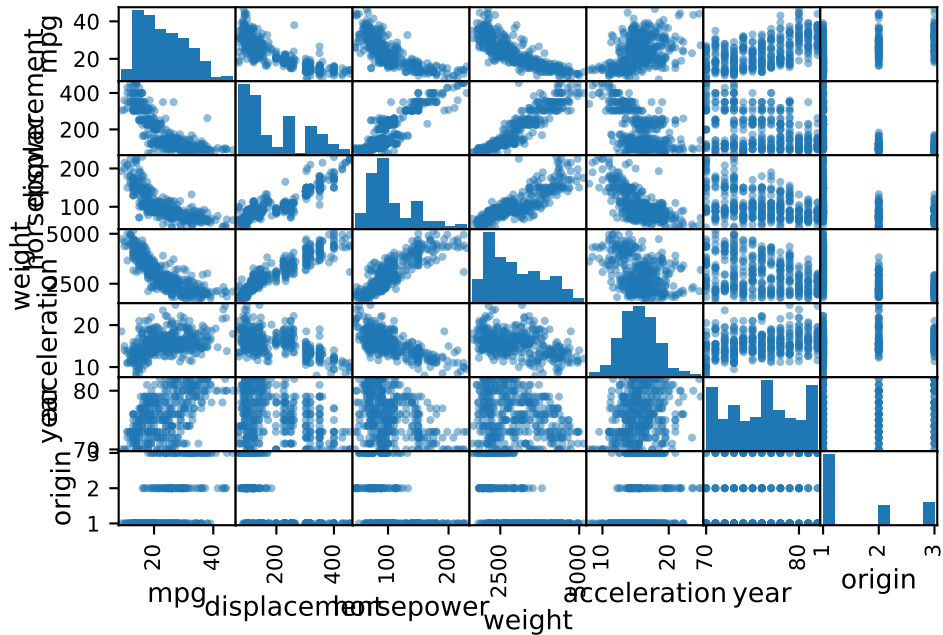 mpg
40
20
displacement
400
200
horsepower
200
100
weight
5000
2500
acceleration
20
10
year
80
70
origin
3
2
1
20 40 200 400 100 200 2500 5000 10 20 70 80 1 2 3
mpg displacement horsepower weight acceleration year origin